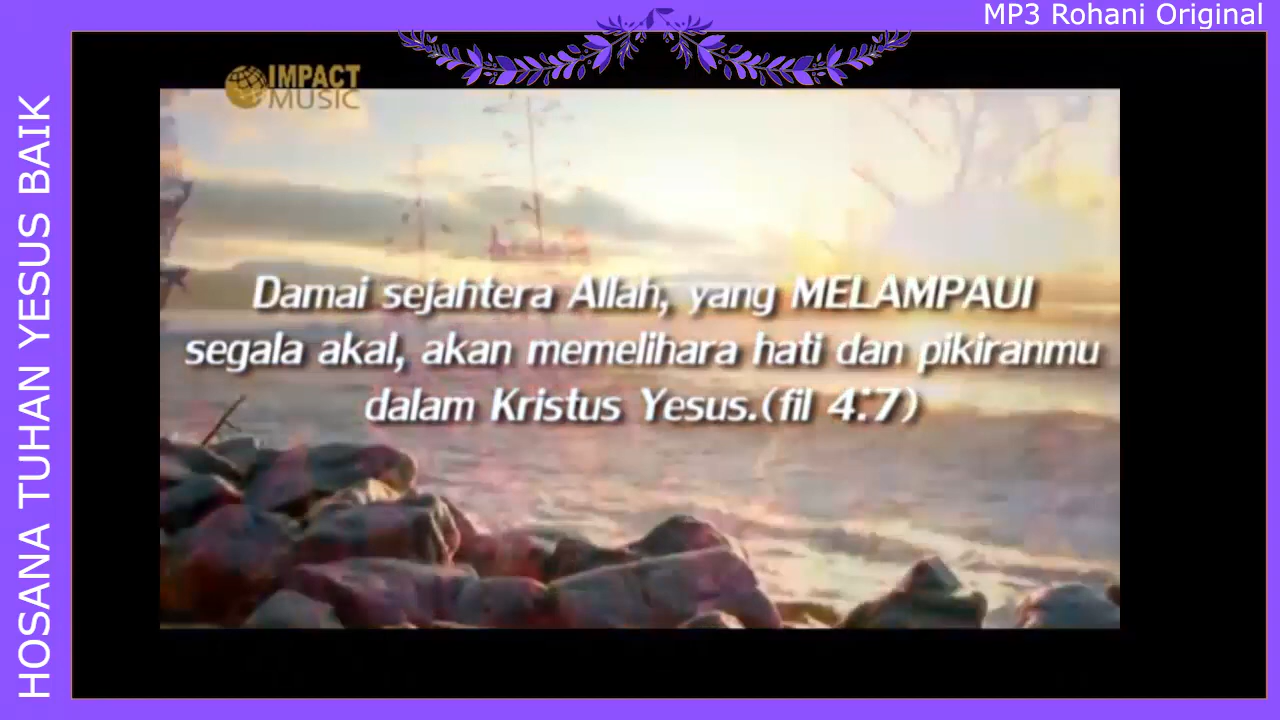 MP3 Rohani Original
IMPACT
MUSIC
HOSANA TUHAN YESUS BAIK
Damai sejahtera Allah, yang MELAMPAUI
segala akal, akan memelihara hati dan pikiranmu
dalam Kristus Yesus.(fil 4:7)